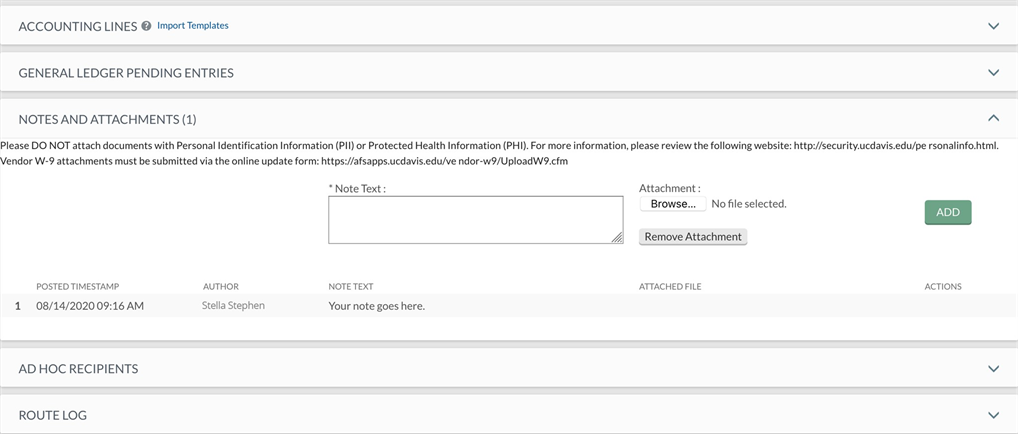 ACCOUNTING LINES ? Import Templates
GENERAL LEDGER PENDING ENTRIES
NOTES AND ATTACHMENTS (1)
Please DO NOT attach documents with Personal Identification Information (PII) or Protected Health Information (PHI). For more information, please review the following website: http://security.ucdavis.edu/pe rsonalinfo.html.
Vendor W-9 attachments must be submitted via the online update form: https://afsapps.ucdavis.edu/ve ndor-w9/UploadW9.cfm
* Note Text : Attachment :
Browse... No file selected.
ADD
Remove Attachment
POSTED TIMESTAMP AUTHOR NOTE TEXT ATTACHED FILE ACTIONS
1 08/14/2020 09:16 AM Stella Stephen Your note goes here.
AD HOC RECIPIENTS
ROUTE LOG